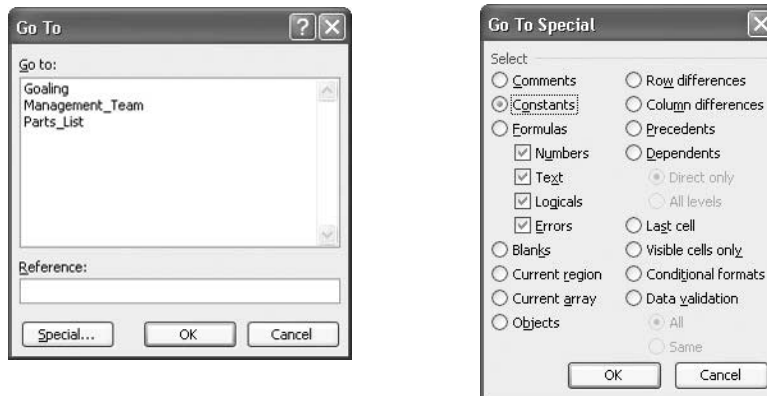 Go To
Go to:
Goaling
Management_Team
Parts_List
Reference:
Special...
OK
Cancel
Go To Special
Select
Comments
Constants
Formulas
Numbers
Text
Logicals
Errors
Blanks
Current region
Current array
Objects
Row differences
Column differences
Precedents
Dependents
Direct only
All levels
Last cell
Visible cells only
Conditional formats
Data validation
All
Same
OK
Cancel